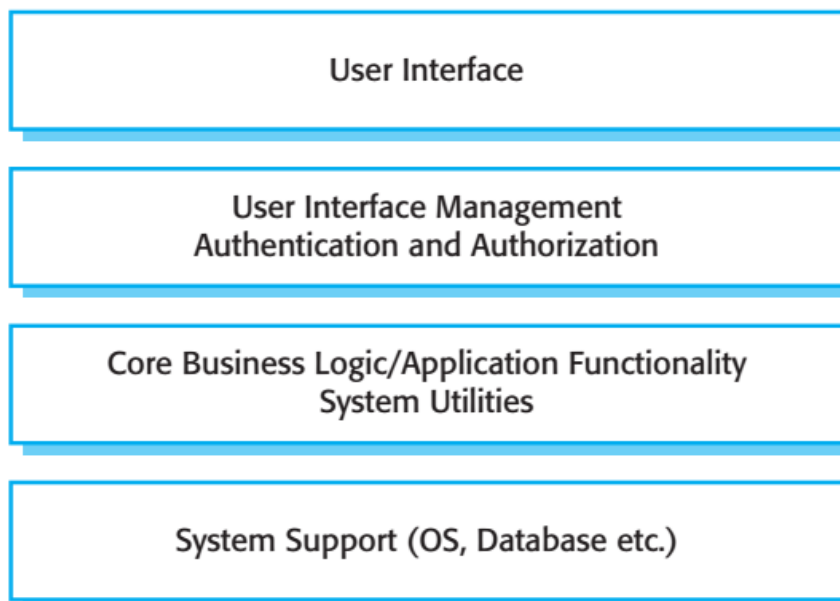 User Interface
User Interface Management
Authentication and Authorization
Core Business Logic/Application Functionality
System Utilities
System Support (OS, Database etc.)